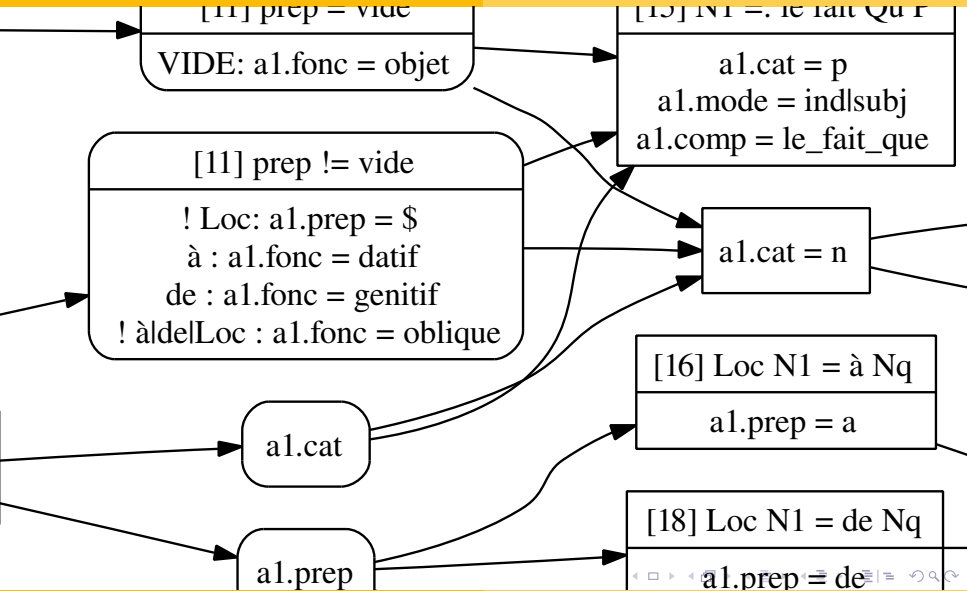 [11] prep = vide
VIDE: a1.fonc = objet
[15] N1 =: le fait Qu P
a1.cat = p
a1.mode = ind|subj
a1.comp = le_fait_que
[11] prep != vide
! Loc: a1.prep = $
à : a1.fonc = datif
de : a1.fonc = genitif
! à|de|Loc : a1.fonc = oblique
a1.cat = n
[16] Loc N1 = à Nq
a1.prep = a
a1.cat
[18] Loc N1 = de Nq
a1.prep = de
a1.prep